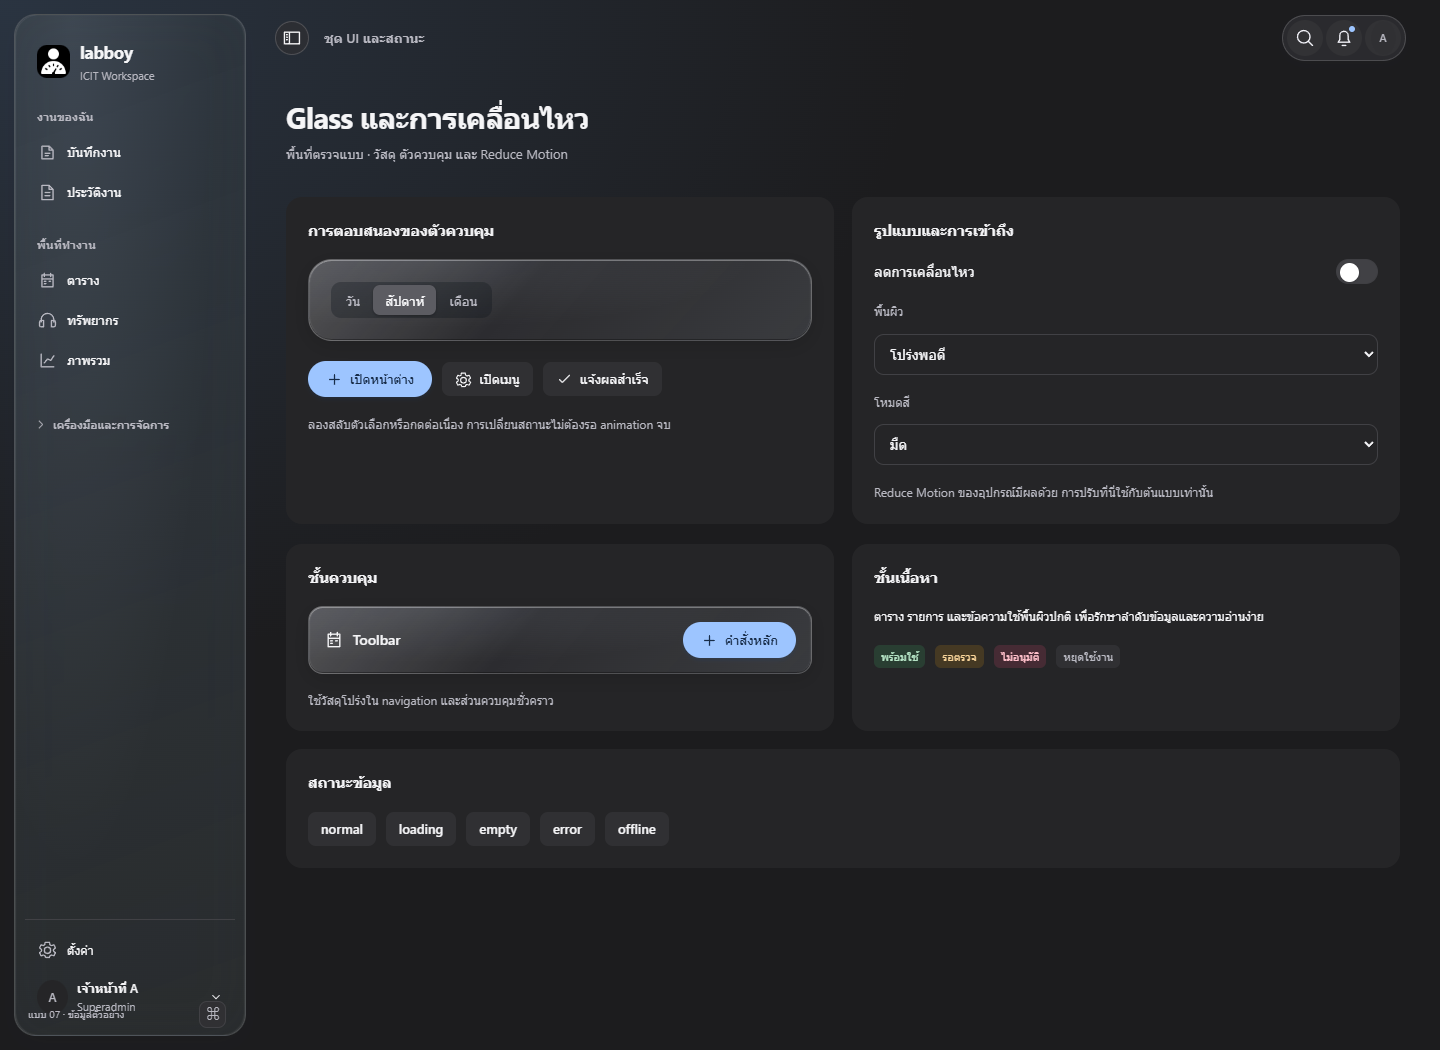 labboy
ICIT Workspace
งานของฉัน
บันทึกงาน
ประวัติงาน
พื้นที่ทำงาน
ตาราง
ทรัพยากร
ภาพรวม
เครื่องมือและการจัดการ
ตั้งค่า
A
เจ้าหน้าที่ A
Superadmin
แบบ 07 · ข้อมูลตัวอย่าง
⌘
ชุด UI และสถานะ
A
Glass และการเคลื่อนไหว
พื้นที่ตรวจแบบ · วัสดุ ตัวควบคุม และ Reduce Motion
การตอบสนองของตัวควบคุม
วัน สัปดาห์ เดือน
เปิดหน้าต่าง เปิดเมนู แจ้งผลสำเร็จ
ลองสลับตัวเลือกหรือกดต่อเนื่อง การเปลี่ยนสถานะไม่ต้องรอ animation จบ
รูปแบบและการเข้าถึง
ลดการเคลื่อนไหว
พื้นผิว
โปร่งพอดี
โหมดสี
มืด
Reduce Motion ของอุปกรณ์มีผลด้วย การปรับที่นี่ใช้กับต้นแบบเท่านั้น
ชั้นควบคุม
Toolbar คำสั่งหลัก
ใช้วัสดุโปร่งใน navigation และส่วนควบคุมชั่วคราว
ชั้นเนื้อหา
ตาราง รายการ และข้อความใช้พื้นผิวปกติ เพื่อรักษาลำดับข้อมูลและความอ่านง่าย
พร้อมใช้ รอตรวจ ไม่อนุมัติ หยุดใช้งาน
สถานะข้อมูล
normal loading empty error offline